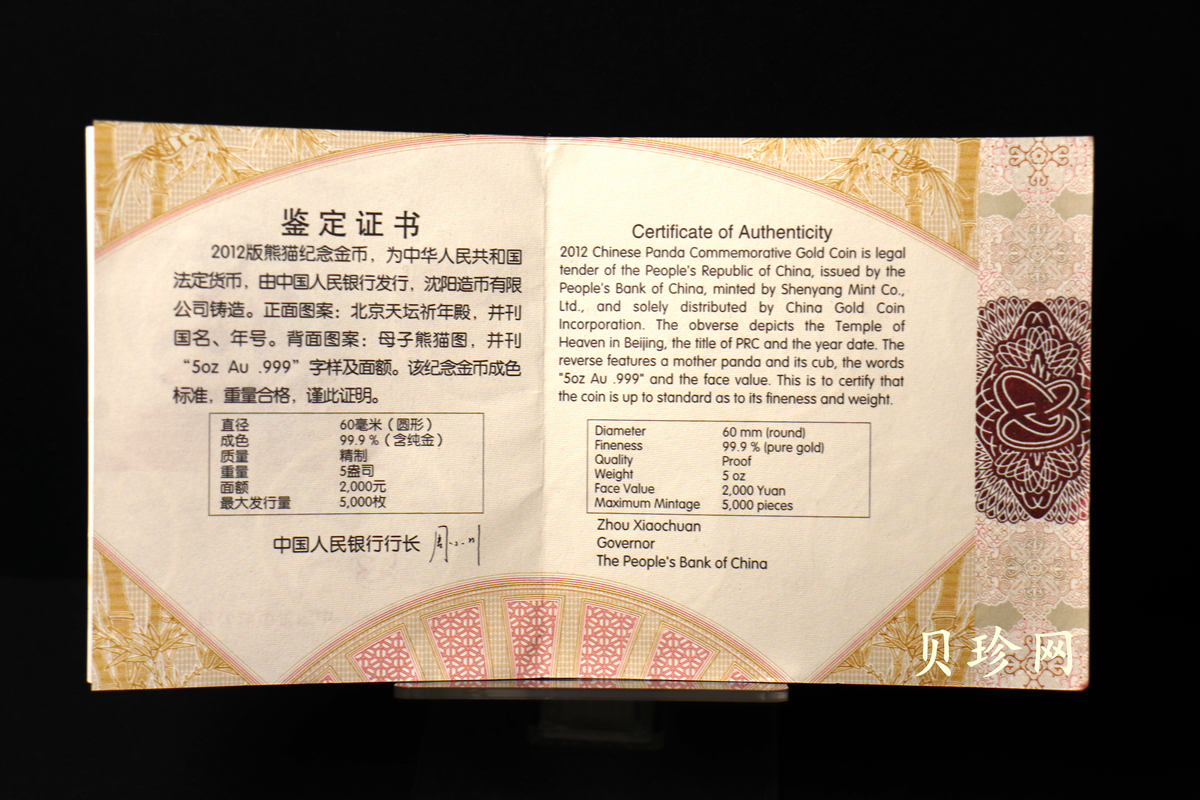 鉴定证书
2012版熊猫纪念金币，为中华人民共和国
法定货币，由中国人民银行发行，沈阳造币有限
公司铸造。正面图案：北京天坛祈年殿，并刊
国名、年号。背面图案：母子熊猫图，并刊
“5oz Au .999”字样及面额。该纪念金币成色
标准，重量合格，谨此证明。
直径 60毫米（圆形）
成色 99.9％（含纯金）
质量 精制
重量 5盎司
面额 2,000元
最大发行量 5,000枚
中国人民银行行长
Certificate of Authenticity
2012 Chinese Panda Commemorative Gold Coin is legal
tender of the People's Republic of China, issued by the
People's Bank of China, minted by Shenyang Mint Co.,
Ltd., and solely distributed by China Gold Coin
Incorporation. The obverse depicts the Temple of
Heaven in Beijing, the title of PRC and the year date. The
reverse features a mother panda and its cub, the words
"5oz Au .999" and the face value. This is to certify that
the coin is up to standard as to its fineness and weight.
Diameter 60 mm (round)
Fineness 99.9 % (pure gold)
Quality Proof
Weight 5 oz
Face Value 2,000 Yuan
Maximum Mintage 5,000 pieces
Zhou Xiaochuan
Governor
The People's Bank of China
贝珍网